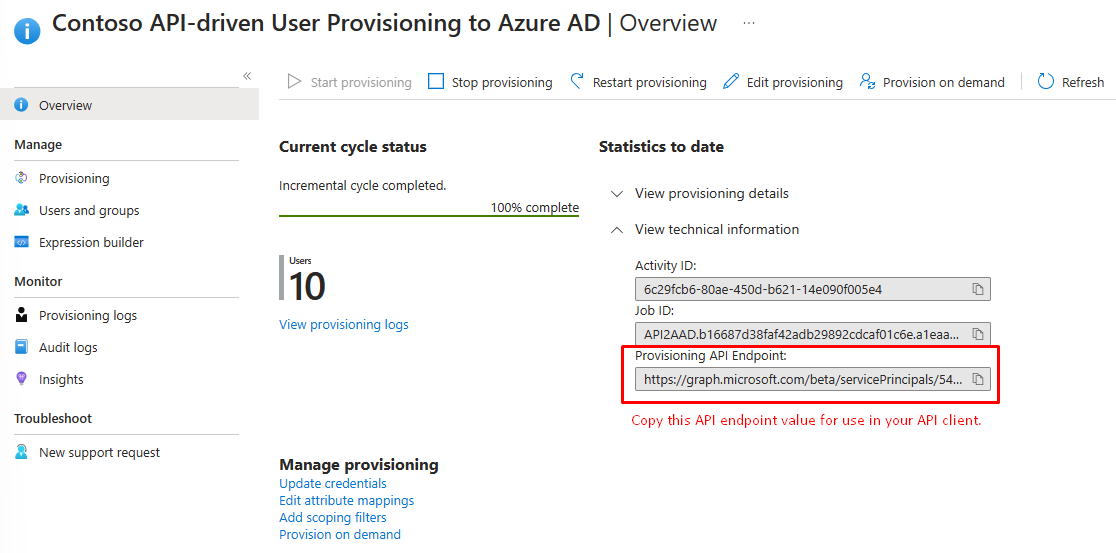 Contoso API-driven User Provisioning to Azure AD | Overview ...
«
Start provisioning
Stop provisioning
Restart provisioning
Edit provisioning
Provision on demand
Refresh
Overview
Manage
Provisioning
Users and groups
Expression builder
Monitor
Provisioning logs
Audit logs
Insights
Troubleshoot
New support request
Current cycle status
Incremental cycle completed.
100% complete
Users
10
View provisioning logs
Statistics to date
View provisioning details
View technical information
Activity ID:
6c29fcb6-80ae-450d-b621-14e090f005e4
Job ID:
API2AAD.b16687d38faf42adb29892cdcaf01c6e.a1eaa...
Provisioning API Endpoint:
https://graph.microsoft.com/beta/servicePrincipals/54...
Copy this API endpoint value for use in your API client.
Manage provisioning
Update credentials
Edit attribute mappings
Add scoping filters
Provision on demand